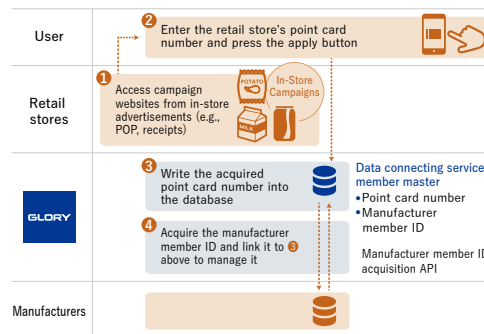 User
2
Enter the retail store's point card
number and press the apply button
Retail
stores
1
Access campaign
websites from in-store
advertisements (e.g.,
POP, receipts)
POTATO
MILK
In-Store
Campaigns
GLORY
3
Write the acquired
point card number into
the database
Data connecting service
member master
•Point card number
•Manufacturer
member ID
4
Acquire the manufacturer
member ID and link it to 3
above to manage it
Manufacturer member ID
acquisition API
Manufacturers